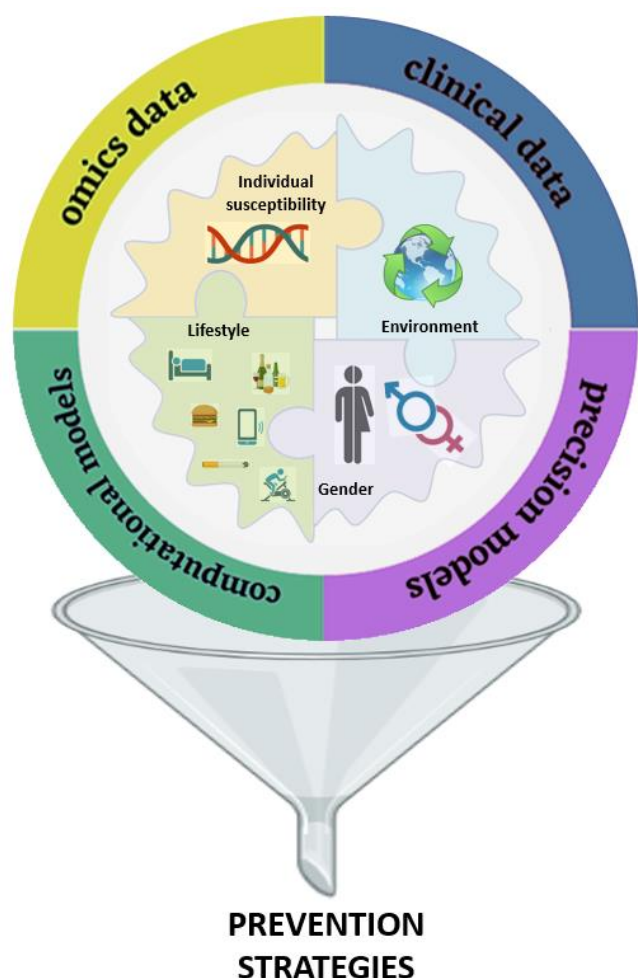 omics data
clinical data
Individual
susceptibility
Lifestyle
Environment
Gender
computational models
precision models
PREVENTION
STRATEGIES